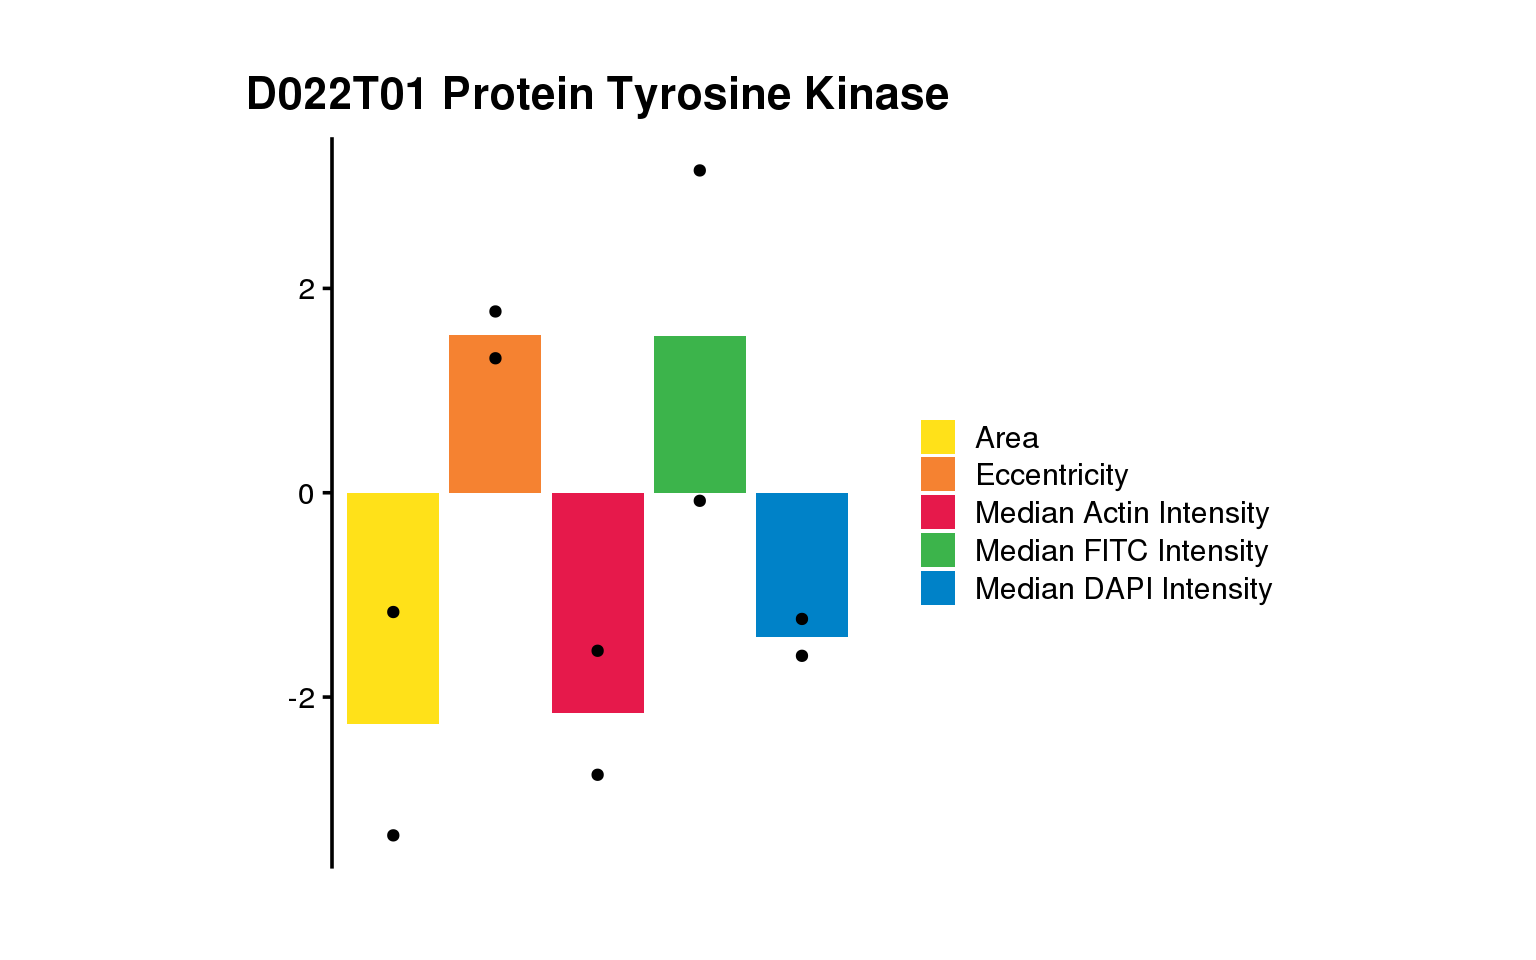 D022T01 Protein Tyrosine Kinase
2
0
-2
Area
Eccentricity
Median Actin Intensity
Median FITC Intensity
Median DAPI Intensity